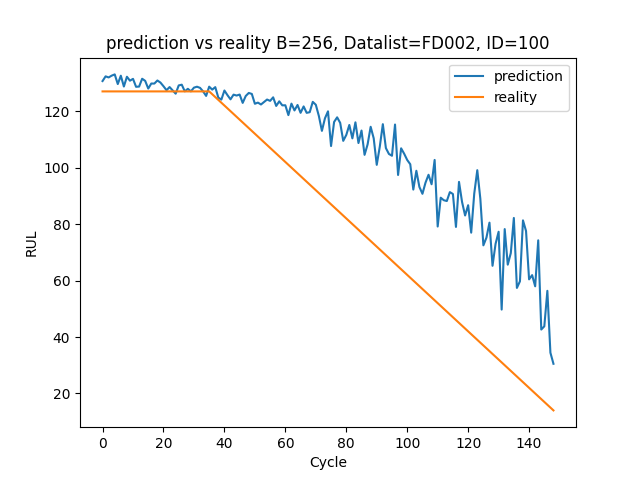 prediction vs reality B=256, Datalist=FD002, ID=100
prediction
reality
RUL
120
100
80
60
40
20
0 20 40 60 80 100 120 140
Cycle